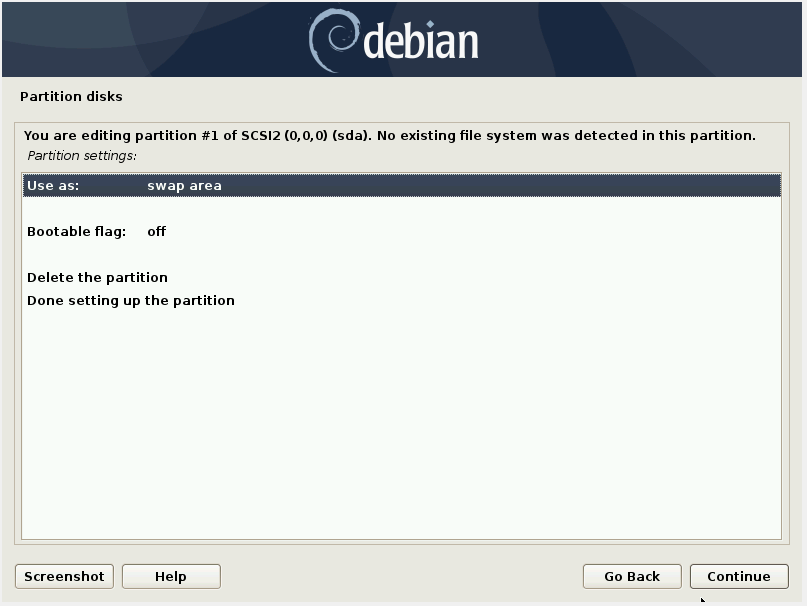 debian
Partition disks
You are editing partition #1 of SCSI2 (0,0,0) (sda). No existing file system was detected in this partition.
Partition settings:
Use as: swap area
Bootable flag: off
Delete the partition
Done setting up the partition
Screenshot Help Go Back Continue